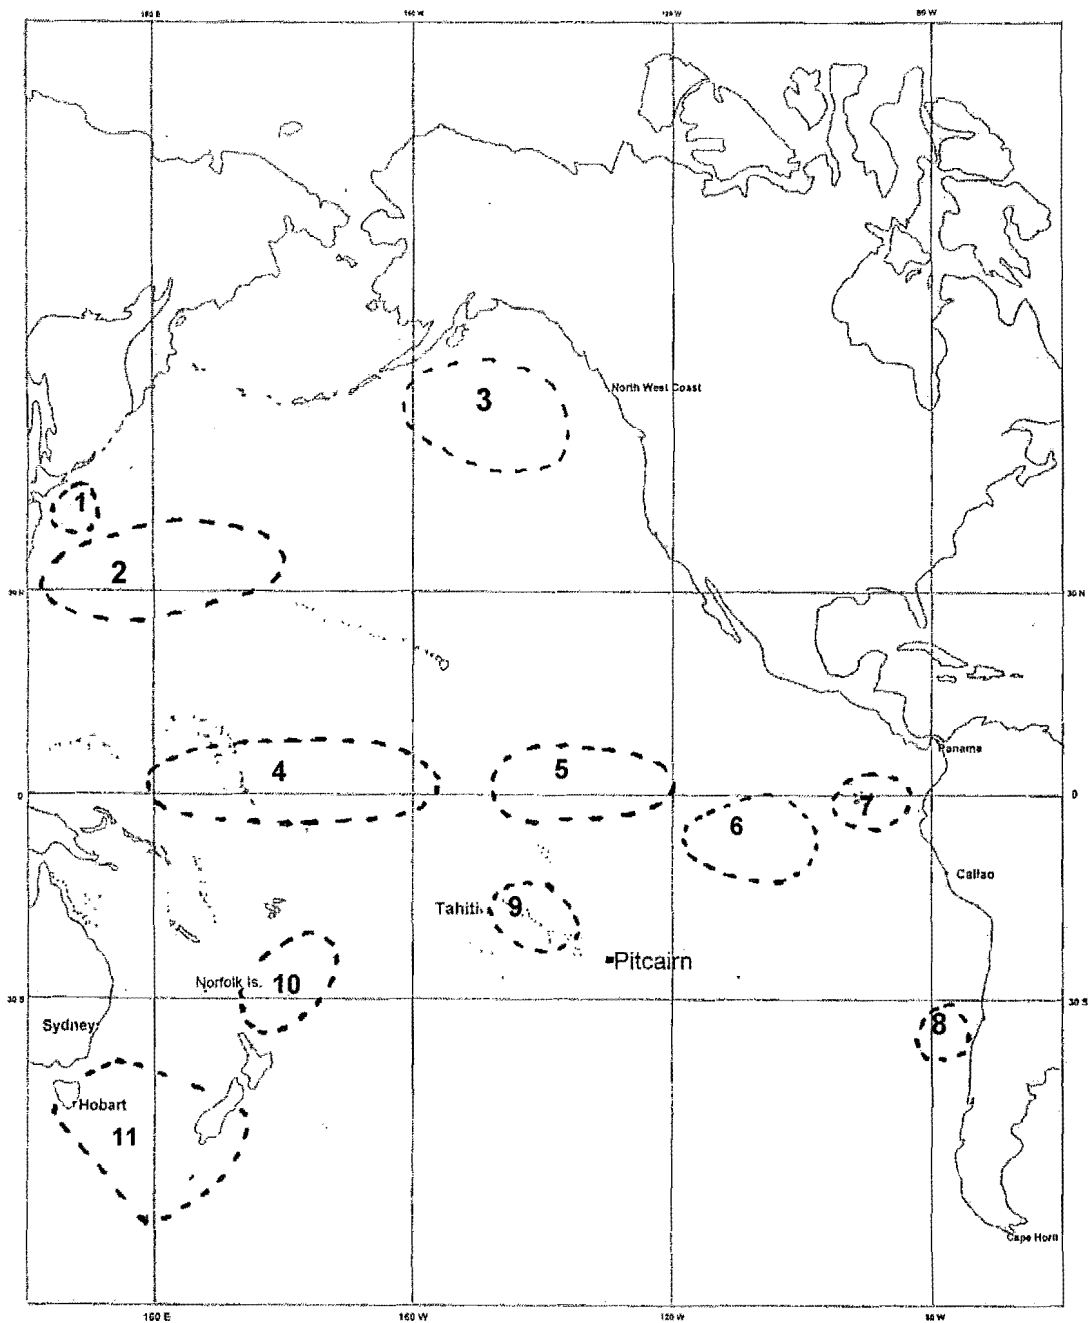 160 E
160 W
120 W
80 W
3
North West Coast
1
2
30 N
30 N
Panama
4
5
0
0
7
6
Callao
Tahiti
9
Pitcairn
Norfolk Is.
10
30 S
30 S
Sydney
8
Hobart
11
Cape Horn
160 E
160 W
120 W
80 W